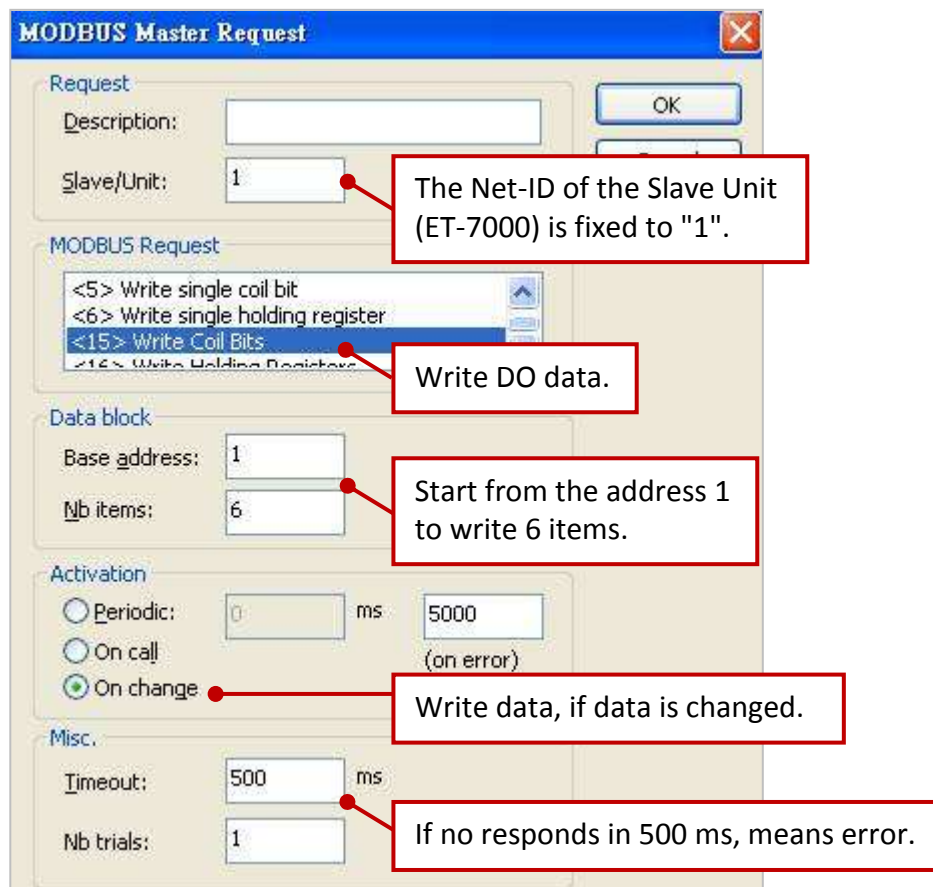 MODBUS Master Request
Request
OK
Description:
Slave/Unit: 1
The Net-ID of the Slave Unit
(ET-7000) is fixed to "1".
MODBUS Request
<5> Write single coil bit
<6> Write single holding register
<15> Write Coil Bits
<16> Write Holding Registers
Write DO data.
Data block
Base address: 1
Nb items: 6
Start from the address 1
to write 6 items.
Activation
Periodic: 0 ms 5000
On call (on error)
On change
Write data, if data is changed.
Misc.
Timeout: 500 ms
Nb trials: 1
If no responds in 500 ms, means error.